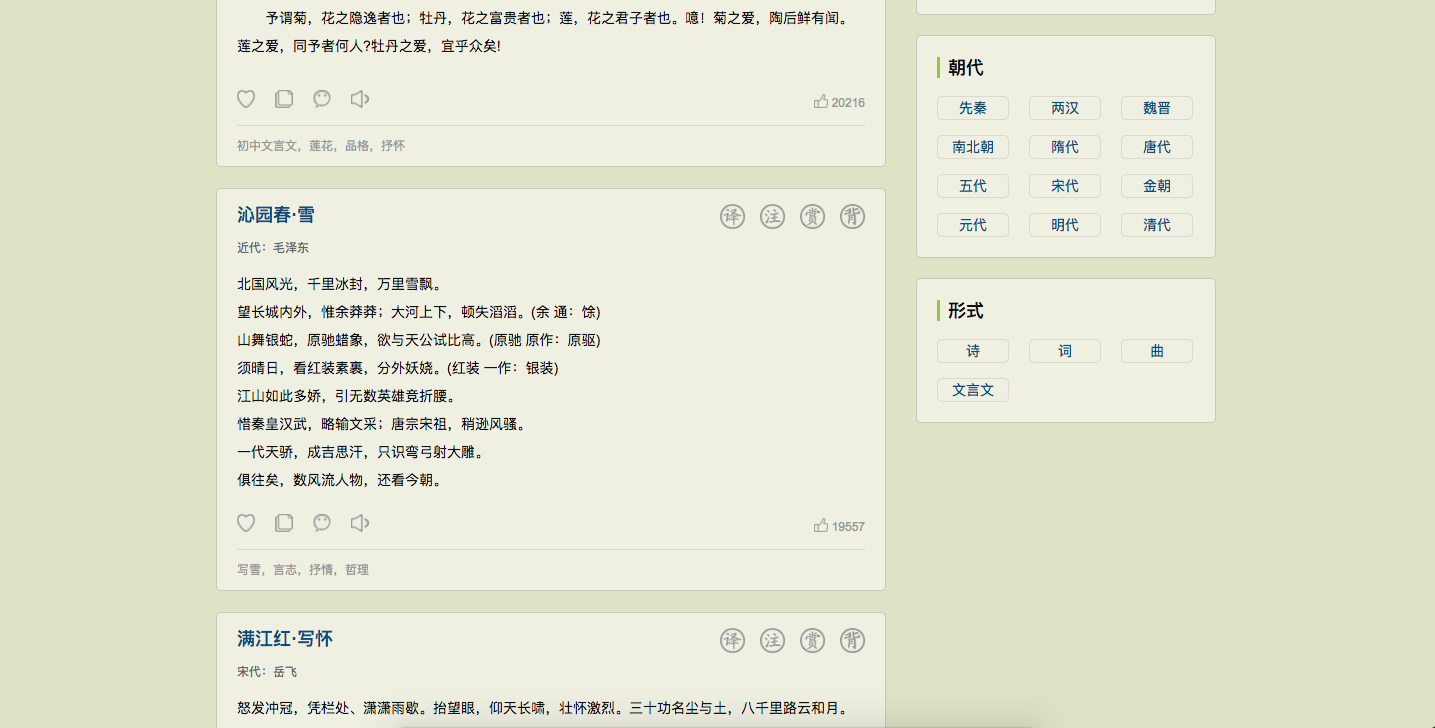 予谓菊，花之隐逸者也；牡丹，花之富贵者也；莲，花之君子者也。噫！菊之爱，陶后鲜有闻。
莲之爱，同予者何人?牡丹之爱，宜乎众矣!
20216
初中文言文，莲花，品格，抒怀
沁园春·雪
译 注 赏 背
近代：毛泽东
北国风光，千里冰封，万里雪飘。
望长城内外，惟余莽莽；大河上下，顿失滔滔。(余 通：馀)
山舞银蛇，原驰蜡象，欲与天公试比高。(原驰 原作：原驱)
须晴日，看红装素裹，分外妖娆。(红装 一作：银装)
江山如此多娇，引无数英雄竞折腰。
惜秦皇汉武，略输文采；唐宗宋祖，稍逊风骚。
一代天骄，成吉思汗，只识弯弓射大雕。
俱往矣，数风流人物，还看今朝。
19557
写雪，言志，抒情，哲理
满江红·写怀
译 注 赏 背
宋代：岳飞
怒发冲冠，凭栏处、潇潇雨歇。抬望眼，仰天长啸，壮怀激烈。三十功名尘与土，八千里路云和月。
朝代
先秦 两汉 魏晋
南北朝 隋代 唐代
五代 宋代 金朝
元代 明代 清代
形式
诗 词 曲
文言文